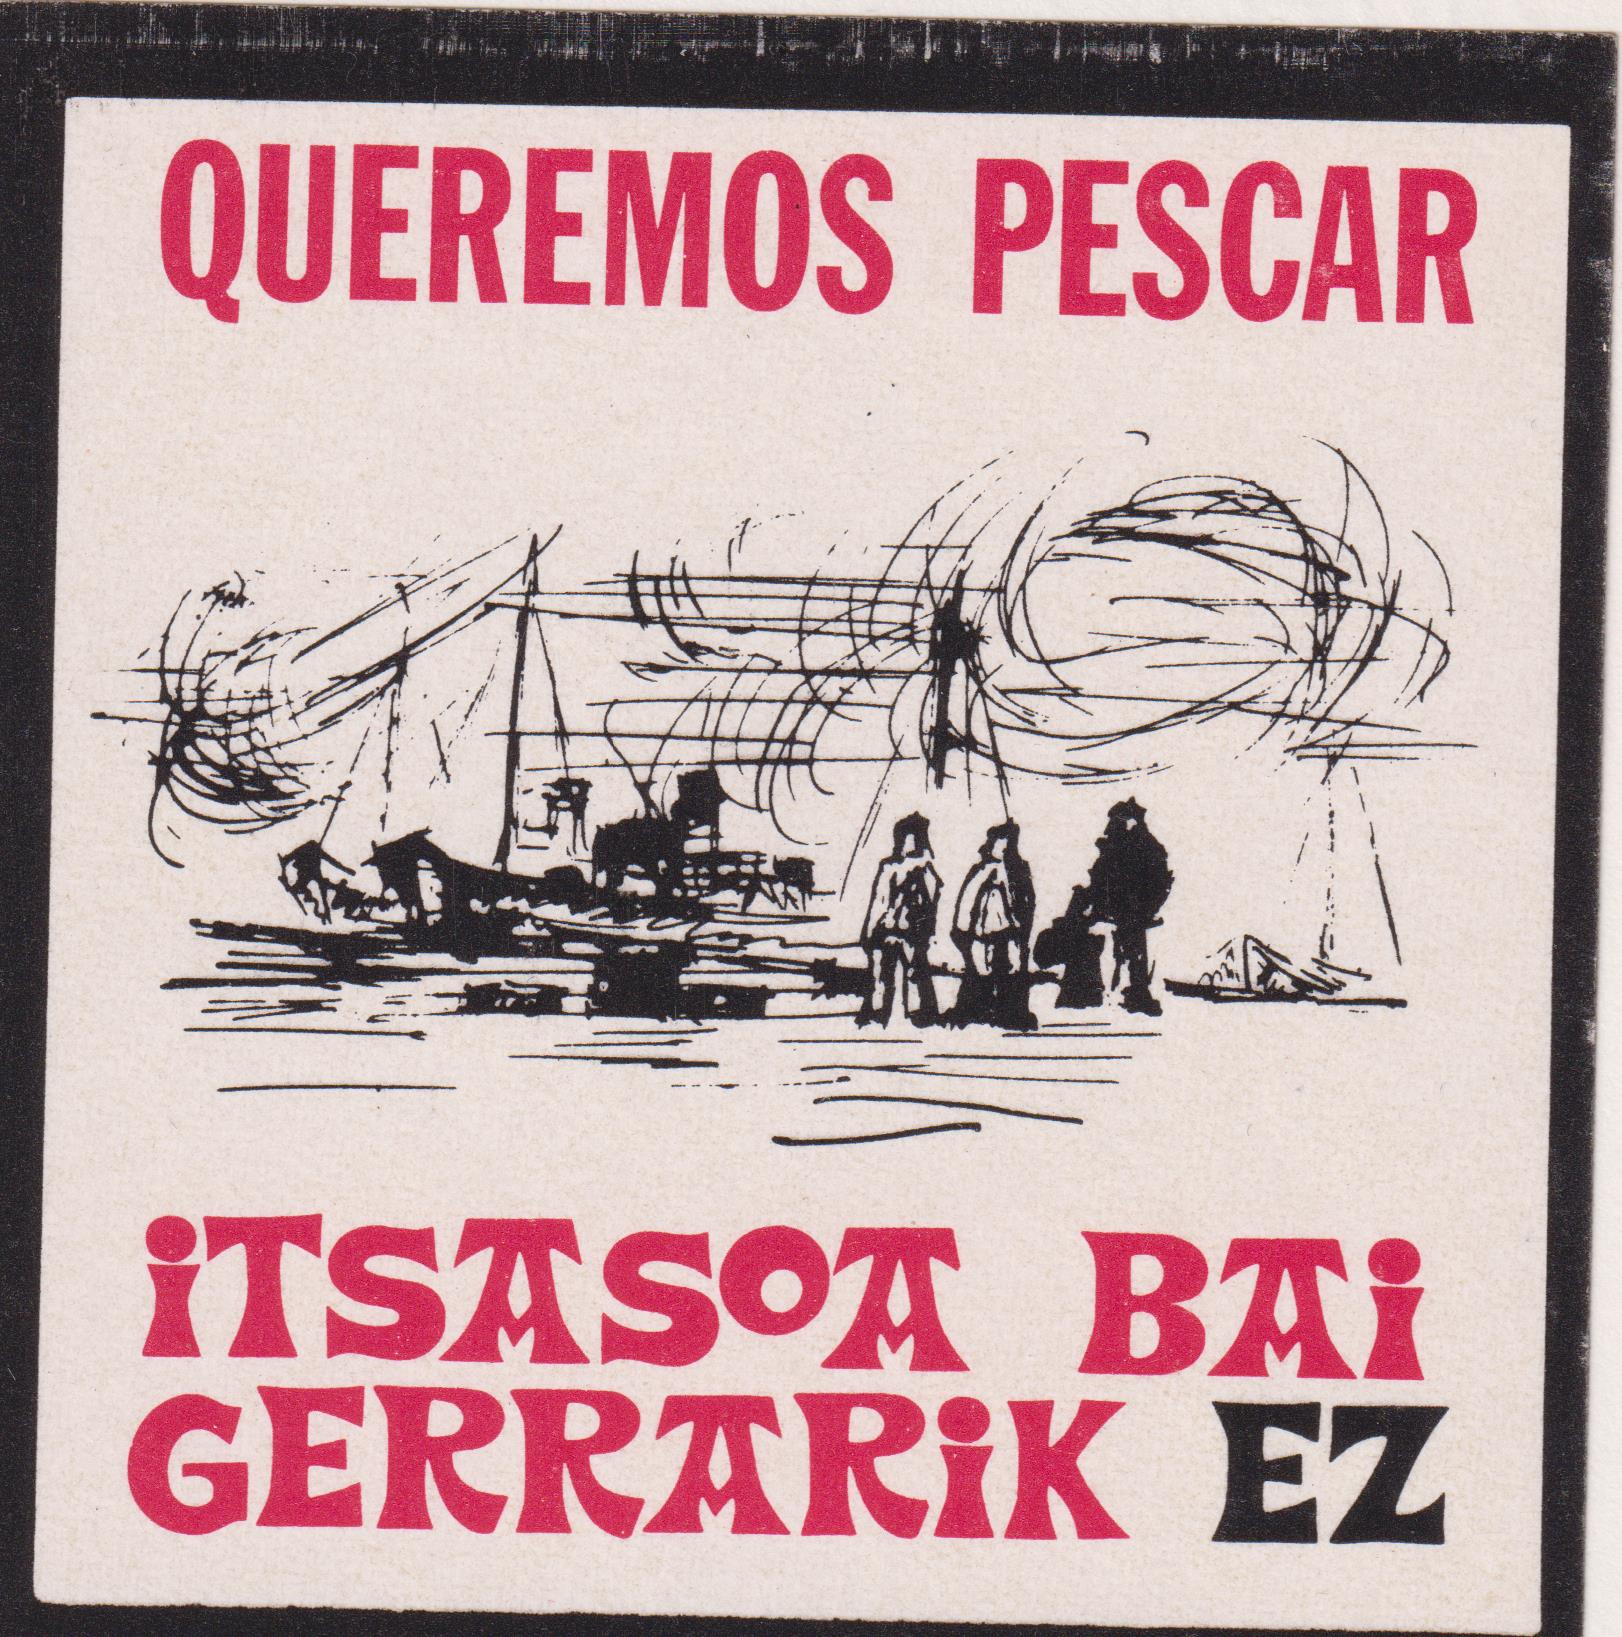 QUEREMOS PESCAR
iTSASOA BAi
GERRARiK EZ